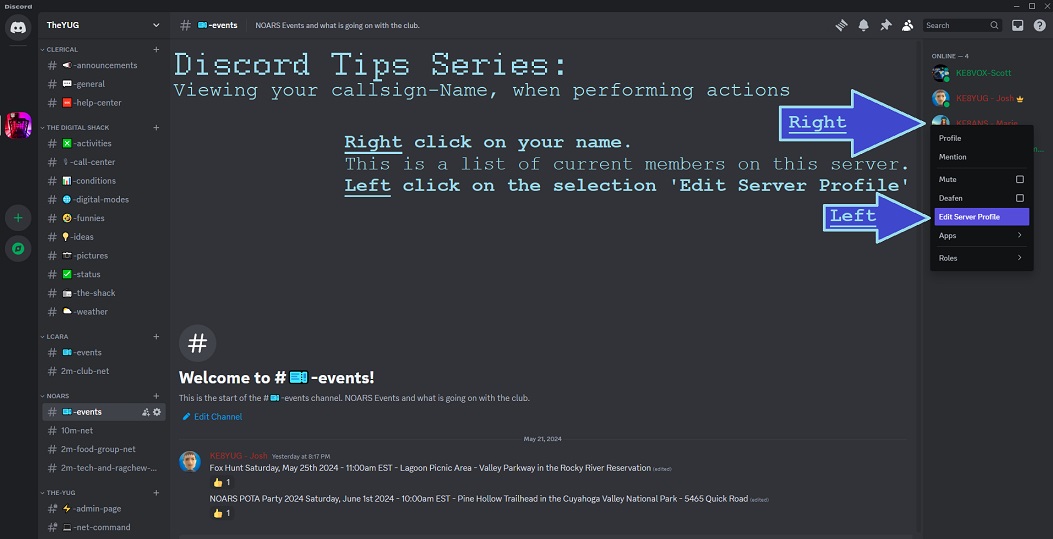 Discord
TheYUG
# -events
NOARS Events and what is going on with the club.
Search
CLERICAL
# -announcements
# -general
# -help-center
THE DIGITAL SHACK
# -activities
# -call-center
# -conditions
# -digital-modes
# -funnies
# -ideas
# -pictures
# -status
# -the-shack
# -weather
LCARA
# -events
# 2m-club-net
NOARS
# -events
10m-net
# 2m-food-group-net
# 2m-tech-and-ragchew-...
THE-YUG
# -admin-page
-net-command
Discord Tips Series:
Viewing your callsign-Name, when performing actions
Right click on your name.
This is a list of current members on this server.
Left click on the selection 'Edit Server Profile'
Right
Left
#
Welcome to # -events!
This is the start of the # -events channel. NOARS Events and what is going on with the club.
Edit Channel
May 21, 2024
KE8YUG - Josh Yesterday at 8:17 PM
Fox Hunt Saturday, May 25th 2024 - 11:00am EST - Lagoon Picnic Area - Valley Parkway in the Rocky River Reservation (edited)
1
NOARS POTA Party 2024 Saturday, June 1st 2024 - 10:00am EST - Pine Hollow Trailhead in the Cuyahoga Valley National Park - 5465 Quick Road (edited)
1
ONLINE — 4
KE8VOX-Scott
KE8YUG - Josh
KE8ANS - Marie
Profile
Mention
Mute
Deafen
Edit Server Profile
Apps
Roles